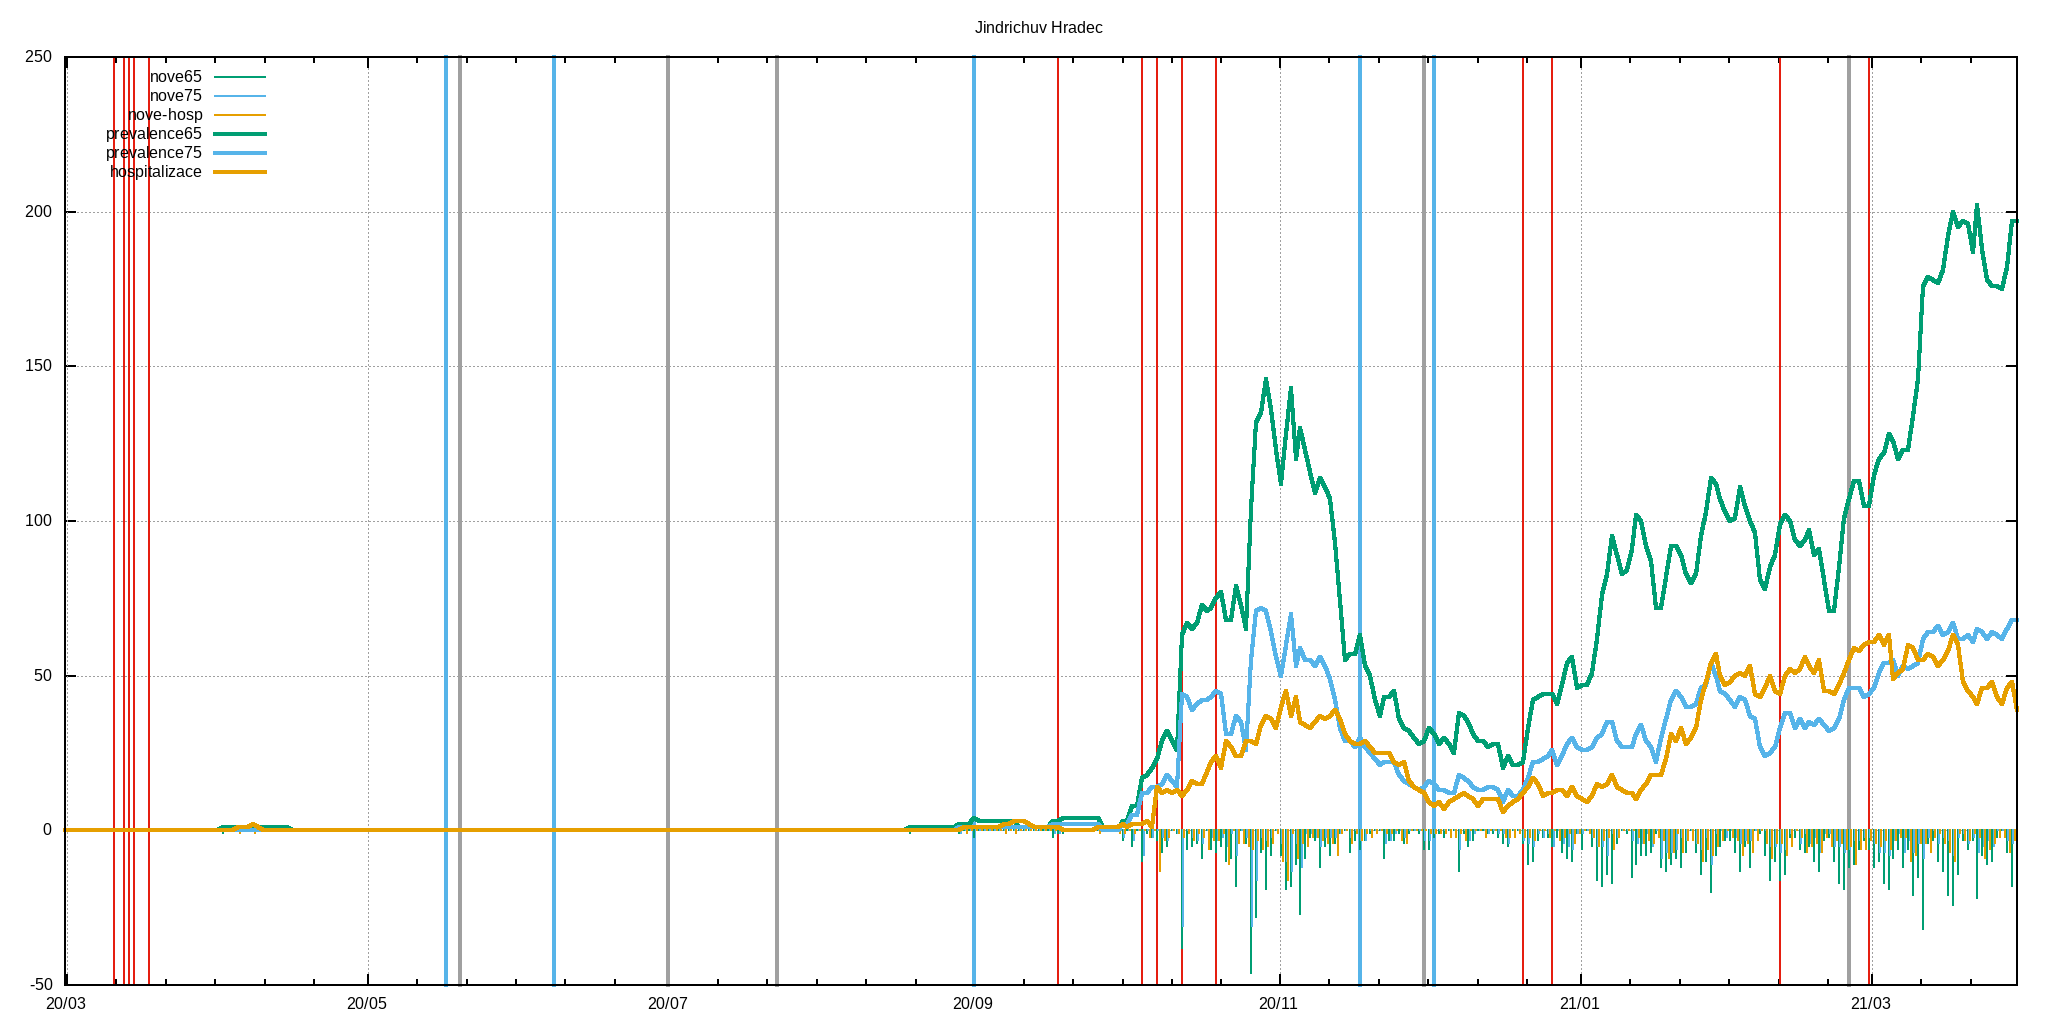 Jindrichuv Hradec
250
nove65
nove75
nove-hosp
prevalence65
prevalence75
hospitalizace
200
150
100
50
0
-50
20/03 20/05 20/07 20/09 20/11 21/01 21/03